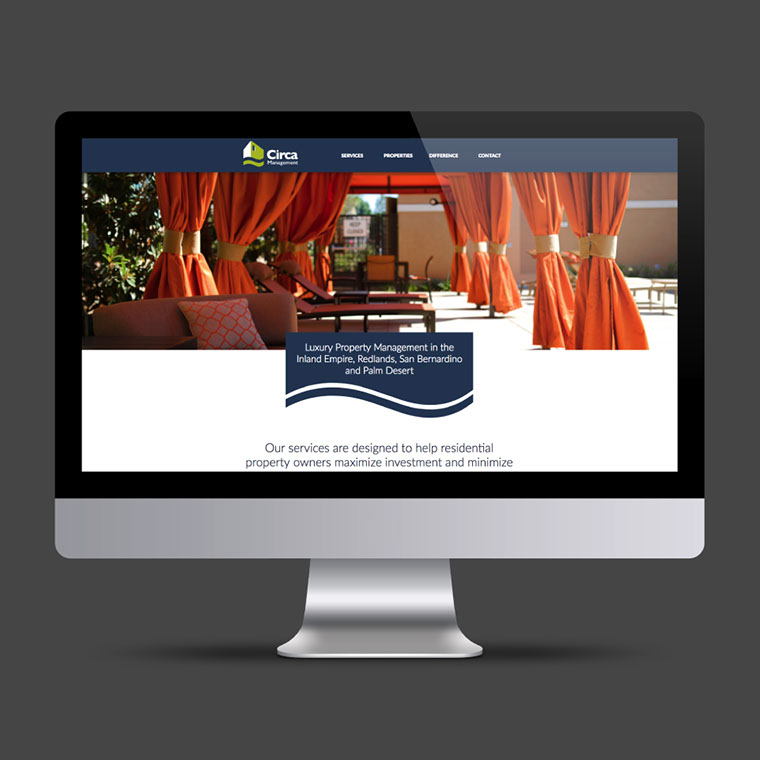 Circa
Management
SERVICES PROPERTIES DIFFERENCE CONTACT
KEEP
CLOSED
Luxury Property Management in the
Inland Empire, Redlands, San Bernardino
and Palm Desert
Our services are designed to help residential
property owners maximize investment and minimize